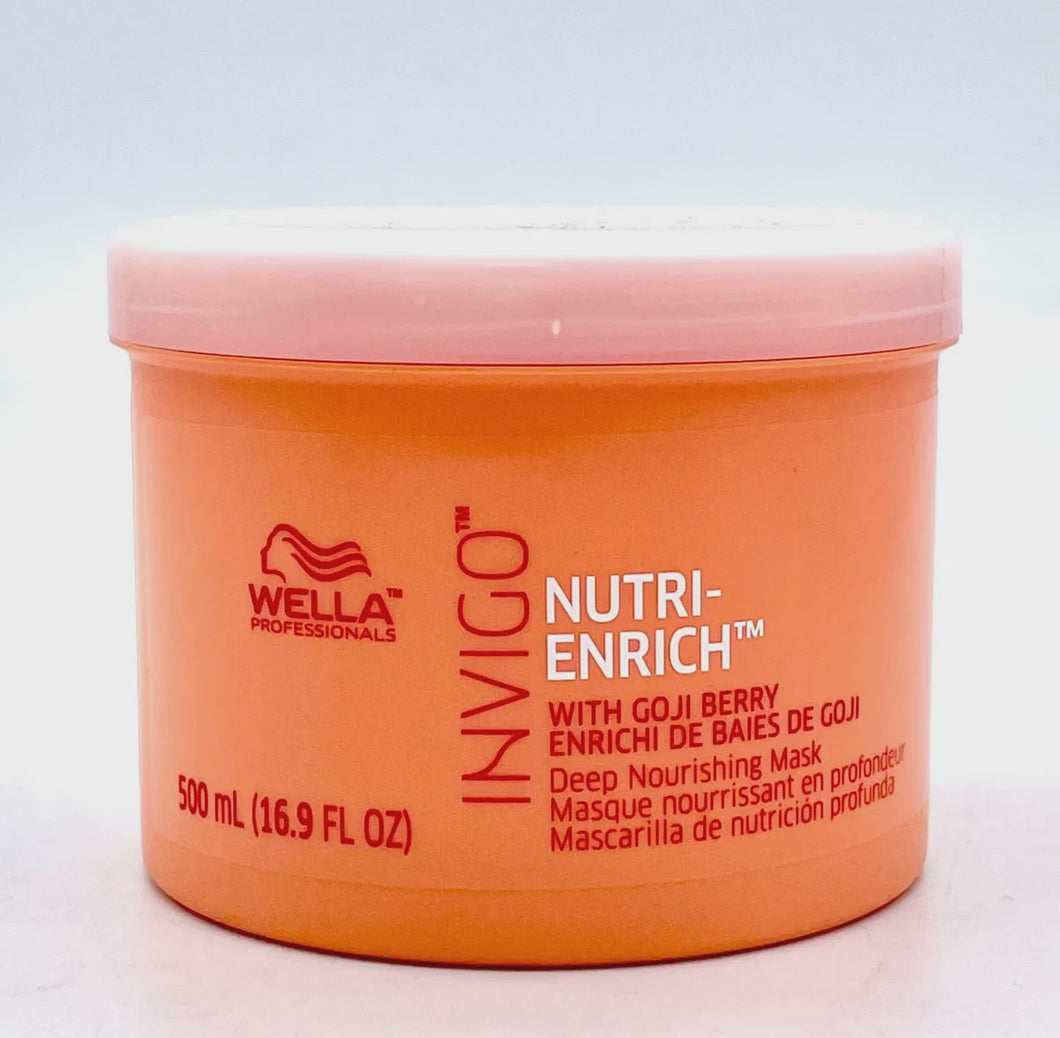 WELLA™
PROFESSIONALS
500 mL (16.9 FL OZ)
INVIGO™
NUTRI-
ENRICH™
WITH GOJI BERRY
ENRICHI DE BAIES DE GOJI
Deep Nourishing Mask
Masque nourrissant en profondeur
Mascarilla de nutrición profunda